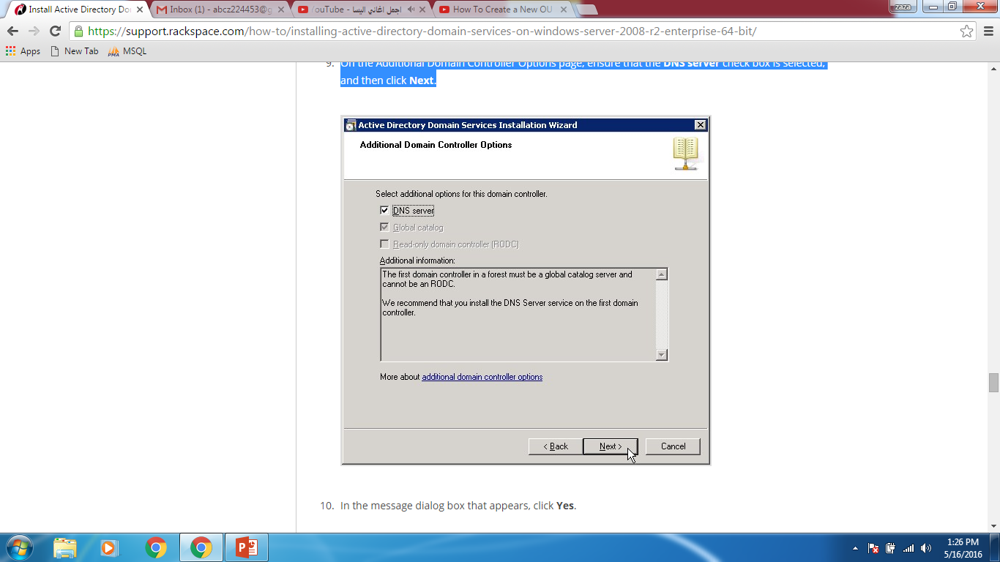 Install Active Directory Do
Inbox (1) - abcz224453@g
YouTube - اجمل اغاني اليسا
How To Create a New OU
zaza
https://support.rackspace.com/how-to/installing-active-directory-domain-services-on-windows-server-2008-r2-enterprise-64-bit/
Apps
New Tab
MSQL
9. On the Additional Domain Controller Options page, ensure that the DNS server check box is selected,
and then click Next.
Active Directory Domain Services Installation Wizard
Additional Domain Controller Options
Select additional options for this domain controller.
DNS server
Global catalog
Read-only domain controller (RODC)
Additional information:
The first domain controller in a forest must be a global catalog server and
cannot be an RODC.
We recommend that you install the DNS Server service on the first domain
controller.
More about additional domain controller options
< Back
Next >
Cancel
10. In the message dialog box that appears, click Yes.
1:26 PM
5/16/2016